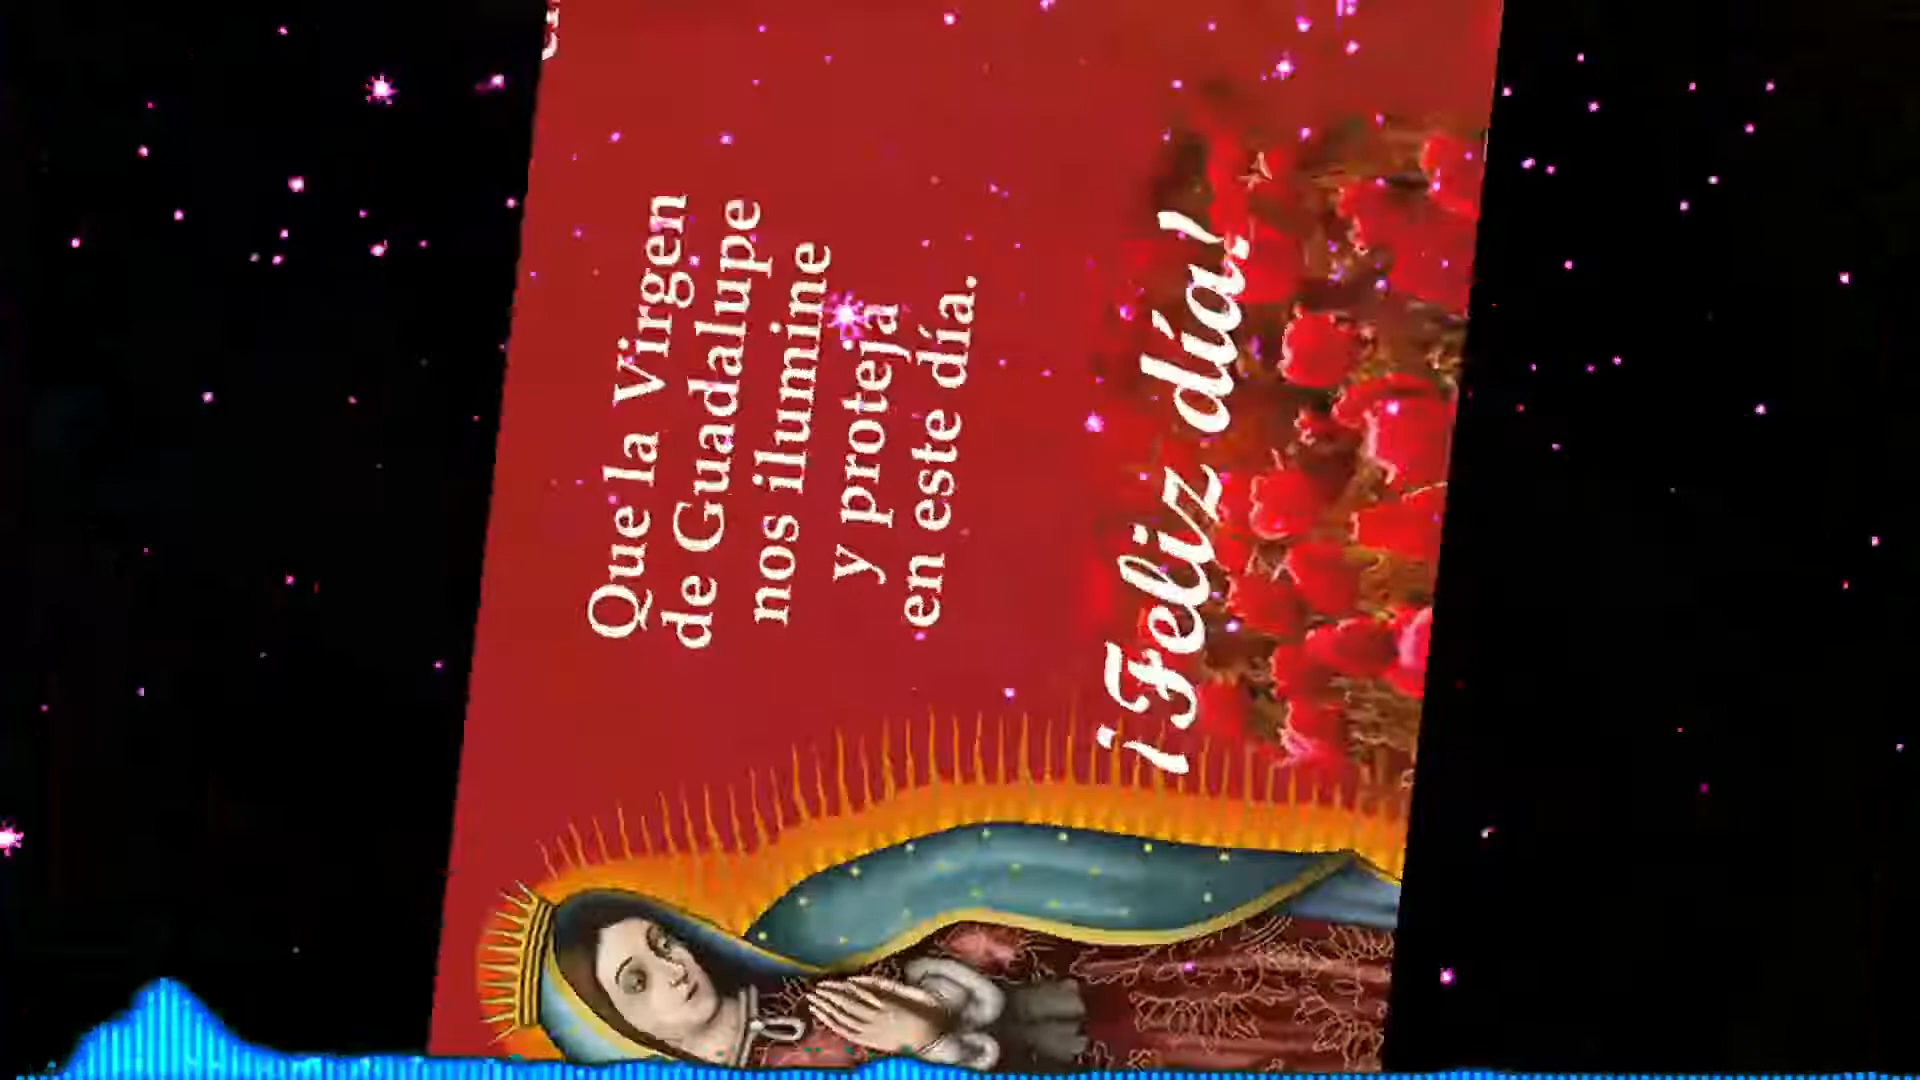 Que la Virgen
de Guadalupe
nos ilumine
y proteja
en este día.
¡Feliz día!